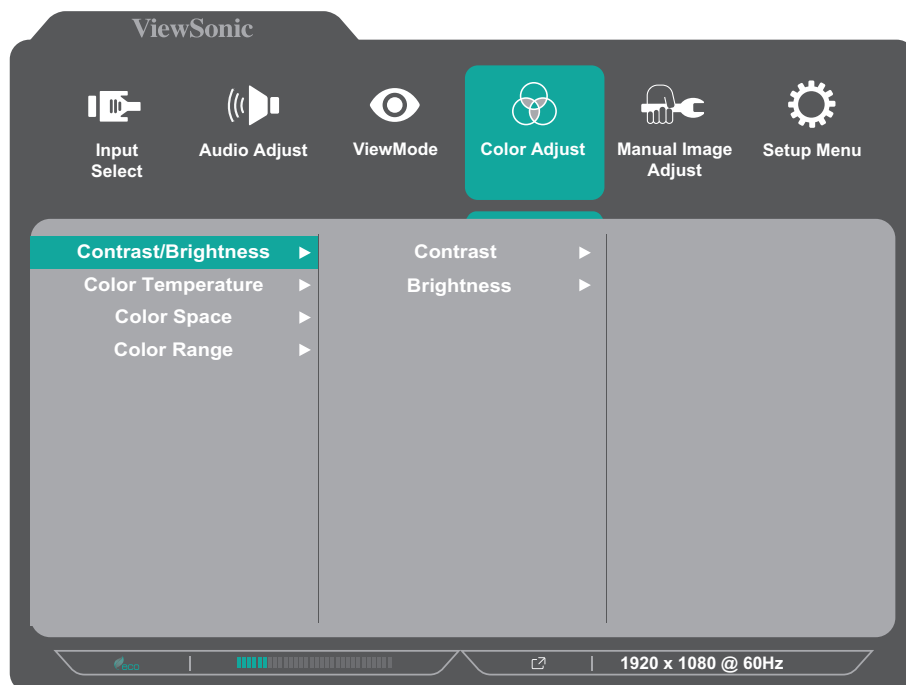 ViewSonic
Input
Select
Audio Adjust
ViewMode
Color Adjust
Manual Image
Adjust
Setup Menu
Contrast/Brightness
Color Temperature
Color Space
Color Range
Contrast
Brightness
eco
1920 x 1080 @ 60Hz